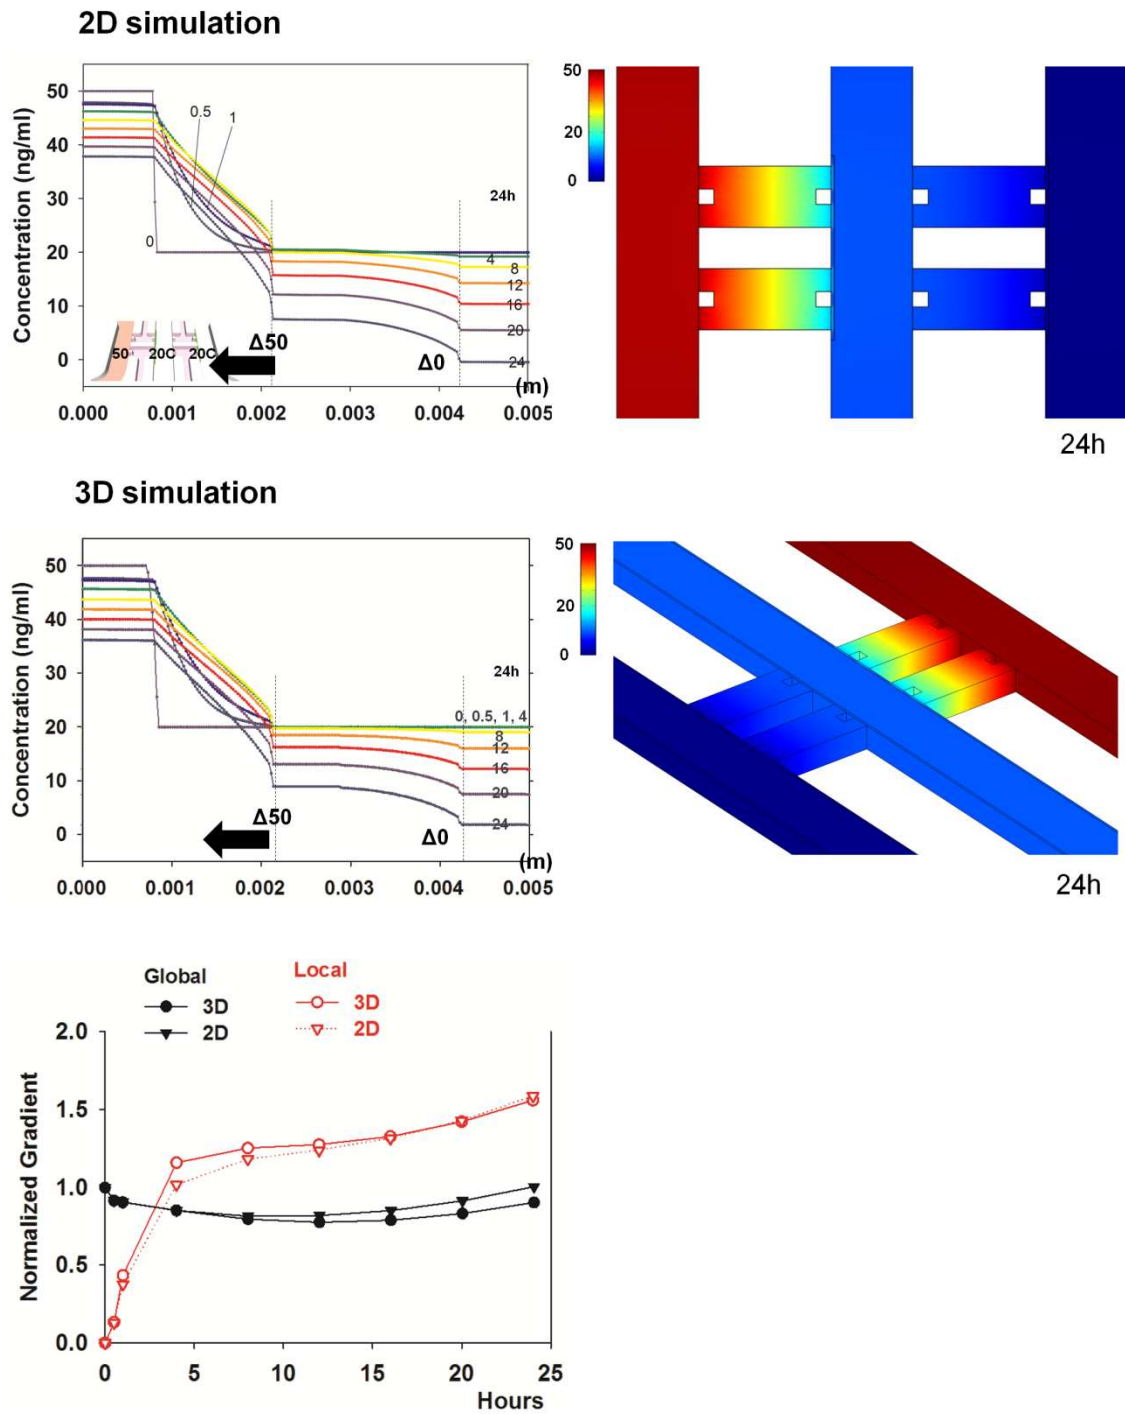 2D simulation
Concentration (ng/ml)
50
40
30
20
10
0
0.5
1
0
24h
4
8
12
16
20
24
50
20C
20C
Δ50
Δ0
(m)
0.000 0.001 0.002 0.003 0.004 0.005
50
20
0
24h
3D simulation
Concentration (ng/ml)
50
40
30
20
10
0
24h
0, 0.5, 1, 4
8
12
16
20
24
Δ50
Δ0
(m)
0.000 0.001 0.002 0.003 0.004 0.005
50
20
0
24h
Global Local
3D 3D
2D 2D
Normalized Gradient
2.0
1.5
1.0
0.5
0.0
0 5 10 15 20 25
Hours